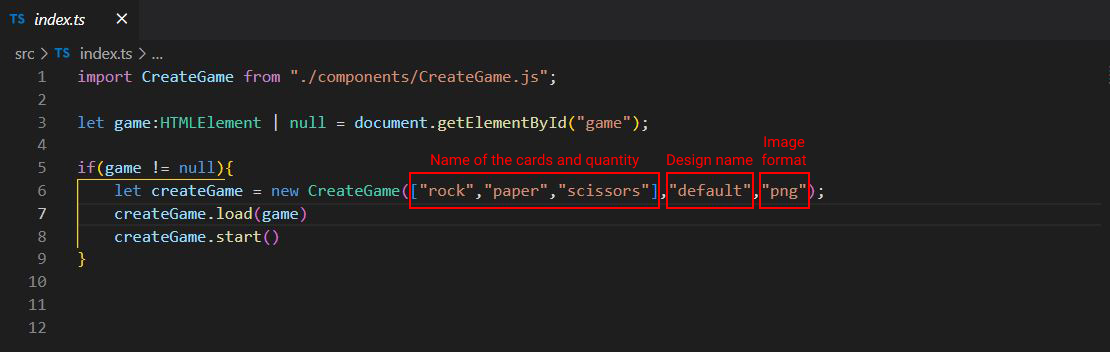 TS index.ts ×
src > TS index.ts > ...
1 import CreateGame from "./components/CreateGame.js";
2
3 let game:HTMLElement | null = document.getElementById("game");
4
Name of the cards and quantity Design name Image format
5 if(game != null){
6 let createGame = new CreateGame(["rock","paper","scissors"],"default","png");
7 createGame.load(game)
8 createGame.start()
9 }
10
11
12